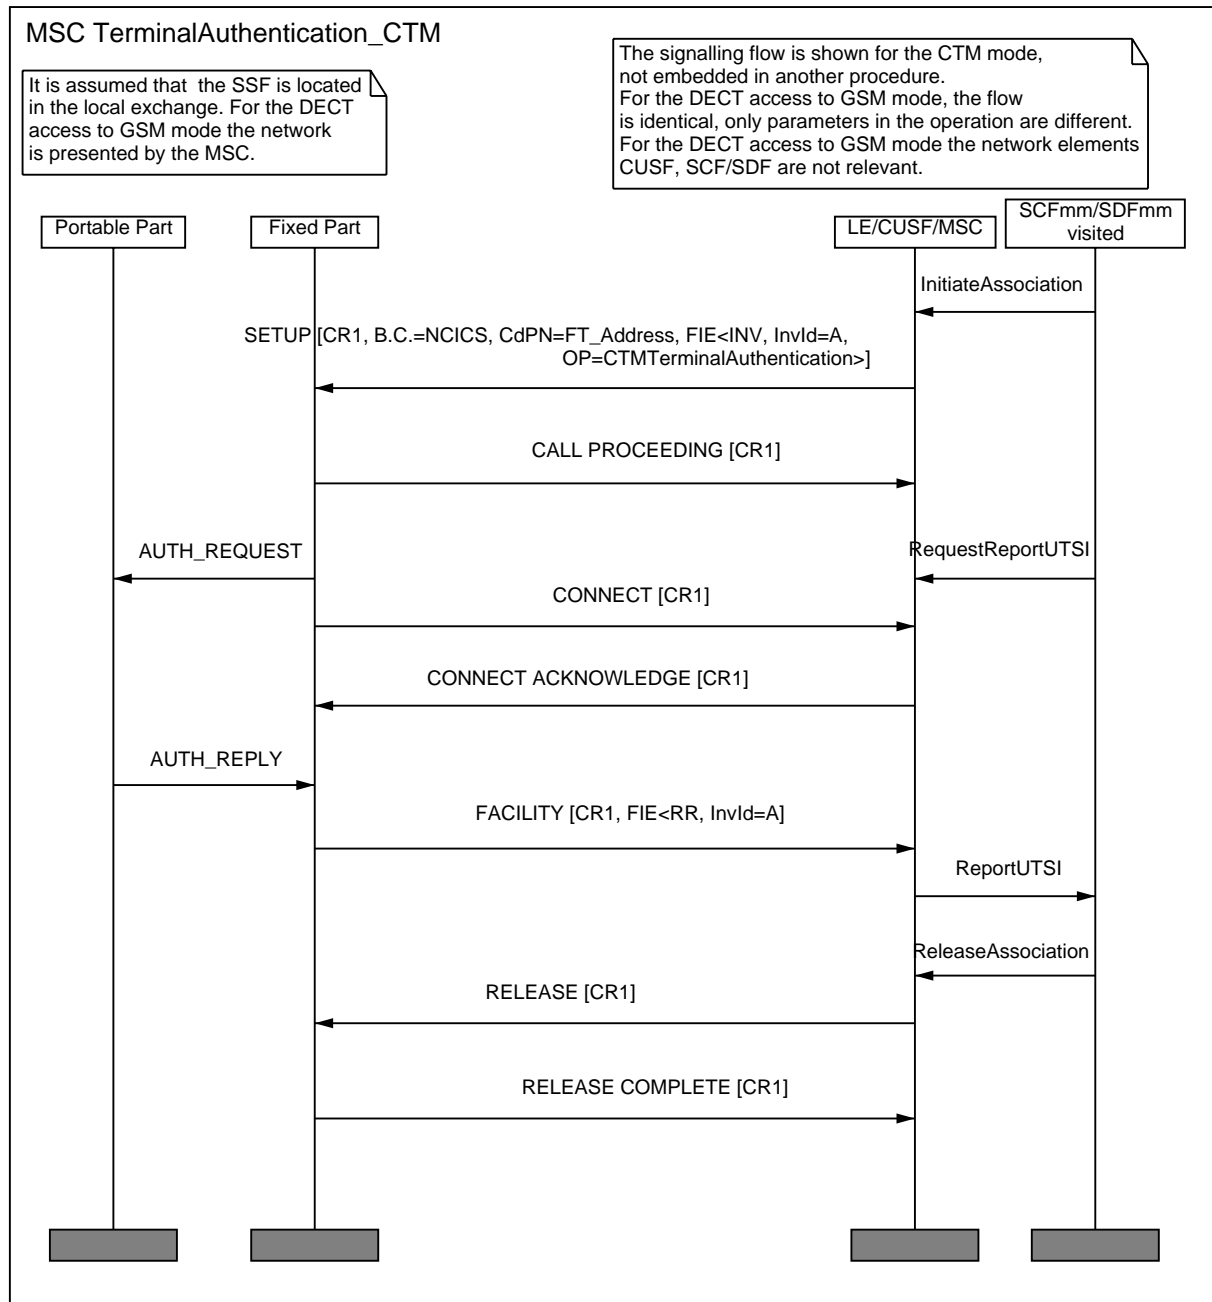 MSC TerminalAuthentication_CTM
It is assumed that the SSF is located
in the local exchange. For the DECT
access to GSM mode the network
is presented by the MSC.
The signalling flow is shown for the CTM mode,
not embedded in another procedure.
For the DECT access to GSM mode, the flow
is identical, only parameters in the operation are different.
For the DECT access to GSM mode the network elements
CUSF, SCF/SDF are not relevant.
Portable Part
Fixed Part
LE/CUSF/MSC
SCFmm/SDFmm
visited
InitiateAssociation
SETUP [CR1, B.C.=NCICS, CdPN=FT_Address, FIE<INV, InvId=A,
OP=CTMTerminalAuthentication>]
CALL PROCEEDING [CR1]
AUTH_REQUEST
RequestReportUTSI
CONNECT [CR1]
CONNECT ACKNOWLEDGE [CR1]
AUTH_REPLY
FACILITY [CR1, FIE<RR, InvId=A]
ReportUTSI
ReleaseAssociation
RELEASE [CR1]
RELEASE COMPLETE [CR1]